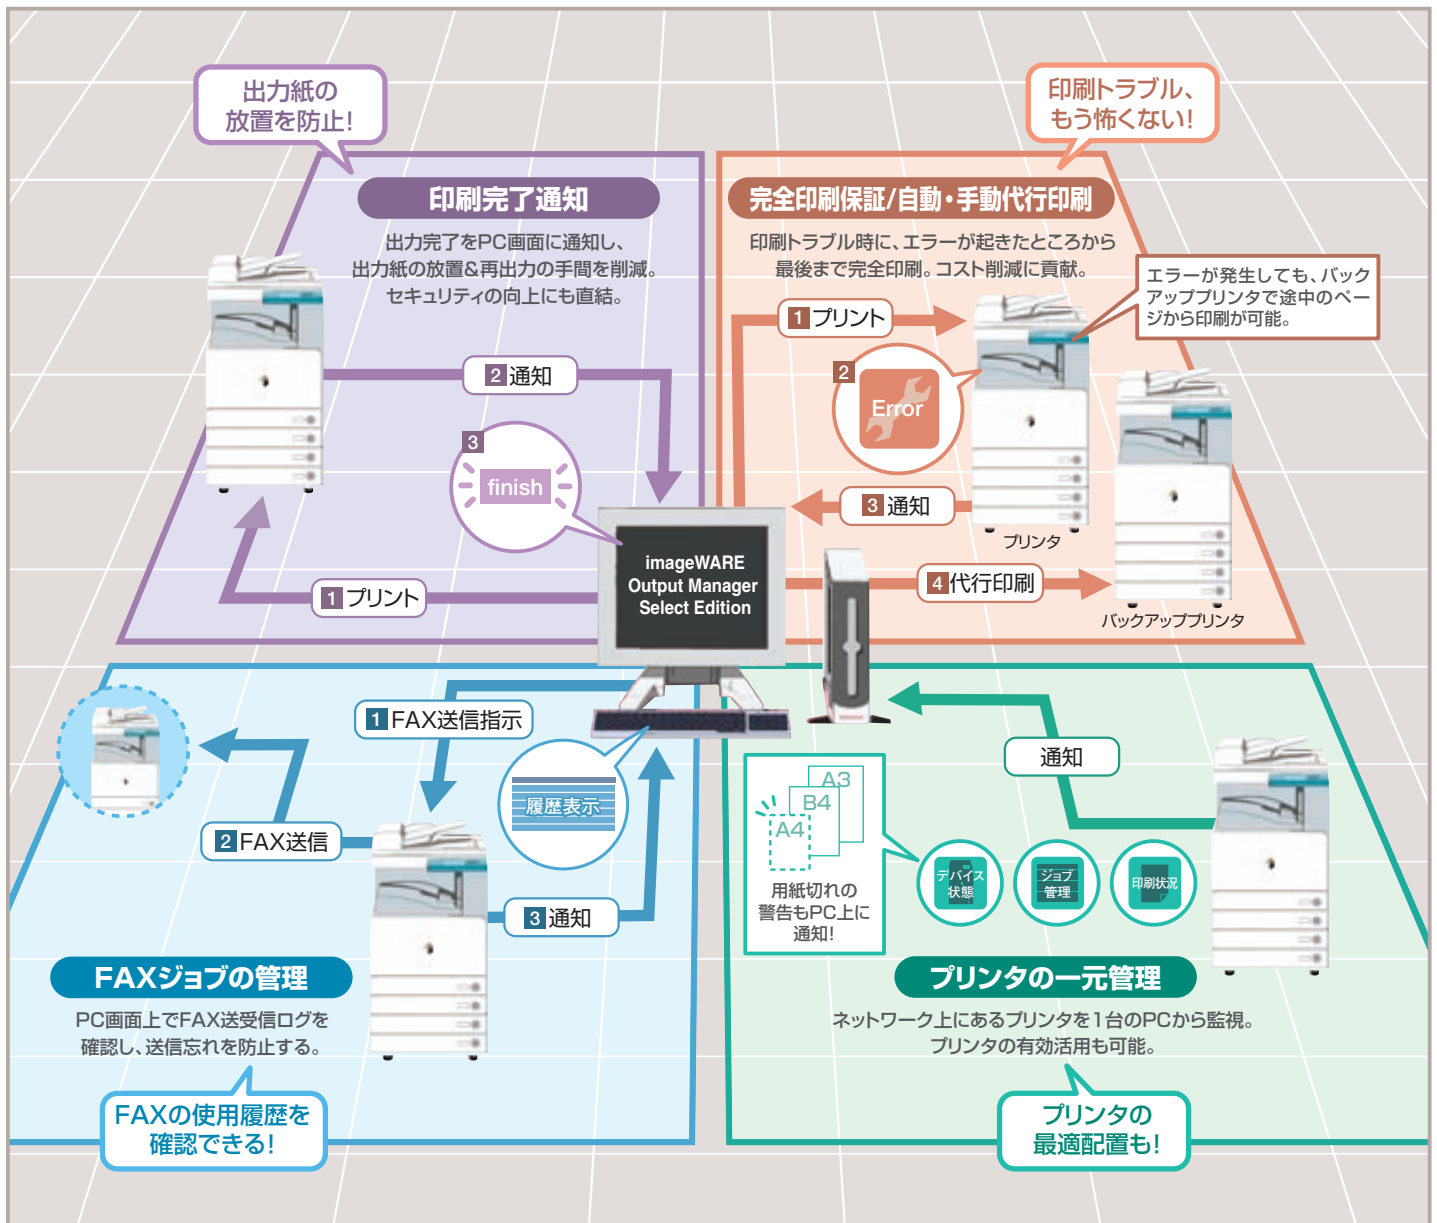 出力紙の
放置を防止!
印刷完了通知
出力完了をPC画面に通知し、
出力紙の放置&再出力の手間を削減。
セキュリティの向上にも直結。
2 通知
3
finish
1 プリント
印刷トラブル、
もう怖くない!
完全印刷保証/自動・手動代行印刷
印刷トラブル時に、エラーが起きたところから
最後まで完全印刷。コスト削減に貢献。
エラーが発生しても、バック
アッププリンタで途中のペー
ジから印刷が可能。
1 プリント
2
Error
3 通知
プリンタ
4 代行印刷
バックアッププリンタ
imageWARE
Output Manager
Select Edition
1 FAX送信指示
履歴表示
2 FAX送信
3 通知
FAXジョブの管理
PC画面上でFAX送受信ログを
確認し、送信忘れを防止する。
FAXの使用履歴を
確認できる!
通知
A3
B4
A4
用紙切れの
警告もPC上に
通知!
デバイス
状態
ジョブ
管理
印刷状況
プリンタの一元管理
ネットワーク上にあるプリンタを1台のPCから監視。
プリンタの有効活用も可能。
プリンタの
最適配置も!